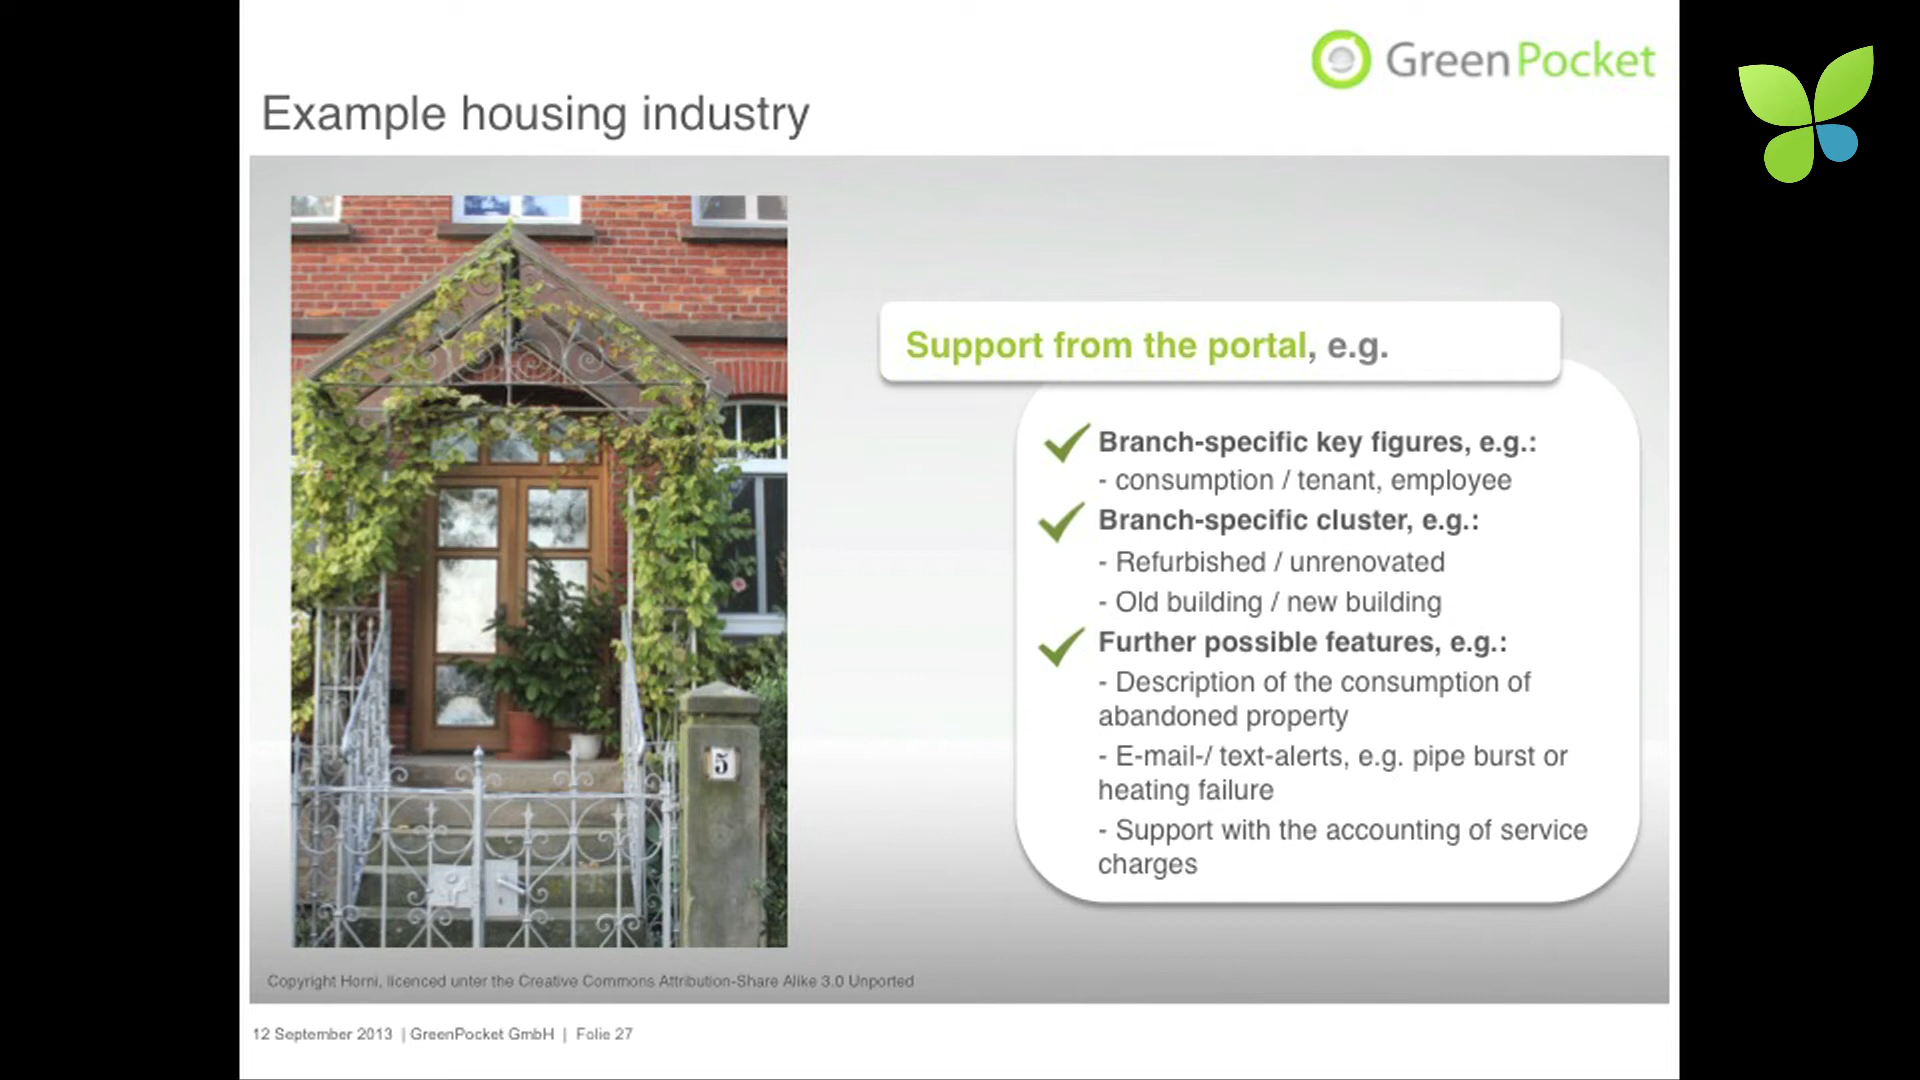 GreenPocket
Example housing industry
Support from the portal, e.g.
Branch-specific key figures, e.g.:
- consumption / tenant, employee
Branch-specific cluster, e.g.:
- Refurbished / unrenovated
- Old building / new building
Further possible features, e.g.:
- Description of the consumption of
abandoned property
- E-mail-/ text-alerts, e.g. pipe burst or
heating failure
- Support with the accounting of service
charges
5
Copyright Horni, licenced unter the Creative Commons Attribution-Share Alike 3.0 Unported
12 September 2013 | GreenPocket GmbH | Folie 27